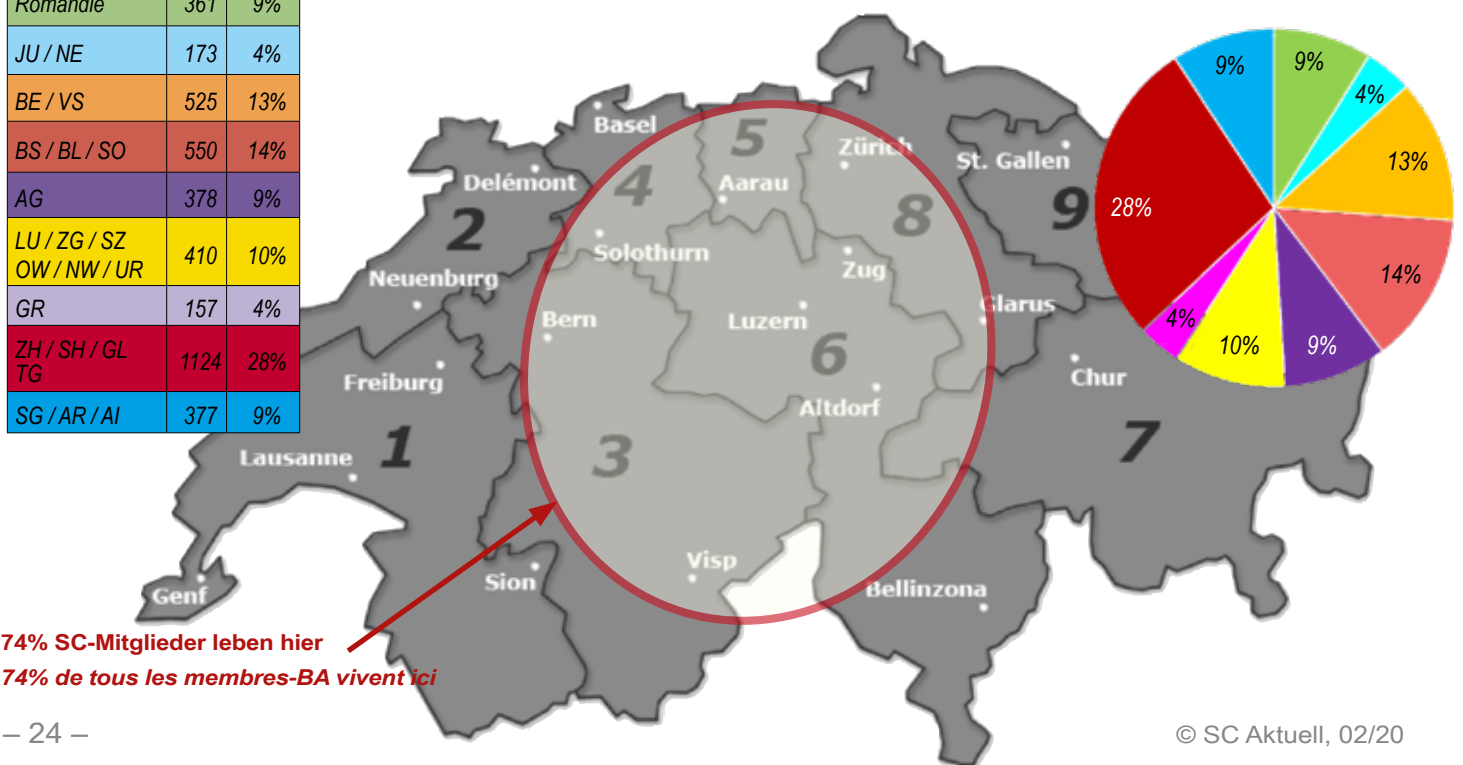 Romandie 361 9%
JU / NE 173 4%
BE / VS 525 13%
BS / BL / SO 550 14%
AG 378 9%
LU / ZG / SZ
OW / NW / UR 410 10%
GR 157 4%
ZH / SH / GL
TG 1124 28%
SG / AR / AI 377 9%
Basel
Delémont
2
Neuenburg
4
Solothurn
5
Aarau
Zürich
8
St. Gallen
9
Zug
Glarus
Bern
Luzern
6
Altdorf
Chur
7
Freiburg
Lausanne
1
3
Visp
Sion
Genf
Bellinzona
9%
9%
4%
13%
14%
9%
10%
4%
28%
74% SC-Mitglieder leben hier
74% de tous les membres-BA vivent ici
– 24 –
© SC Aktuell, 02/20